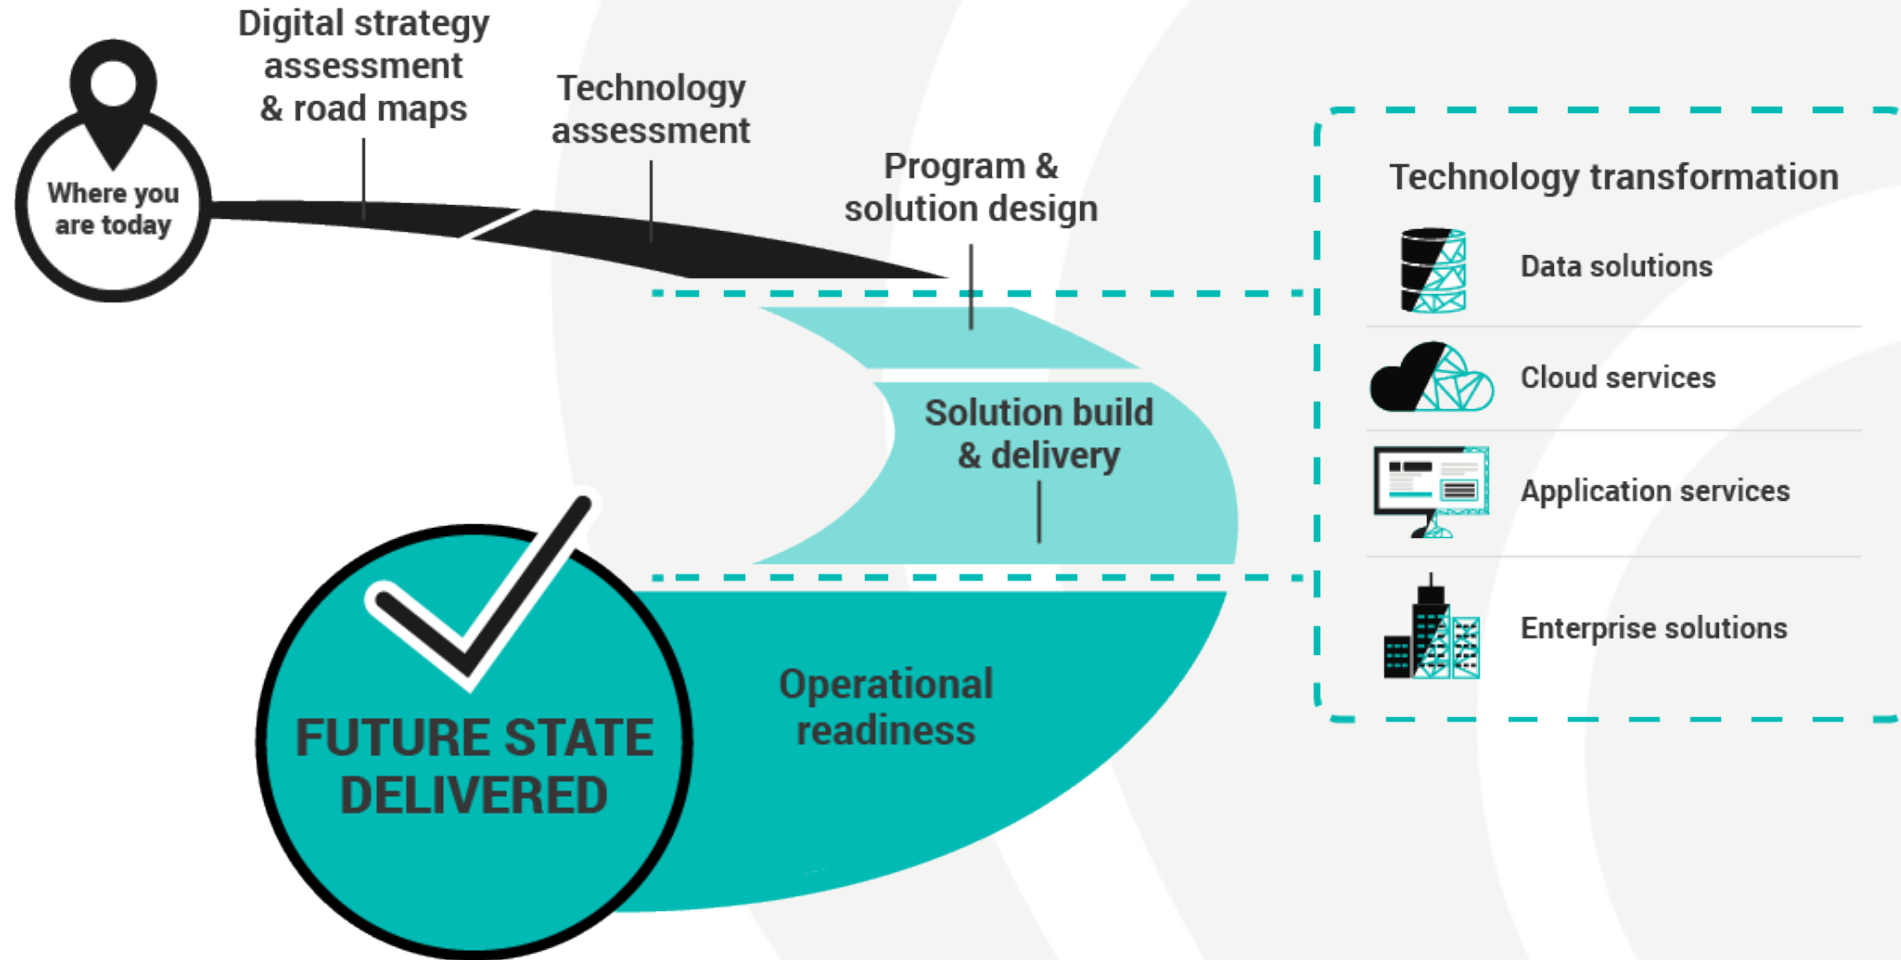 Digital strategy
assessment
& road maps
Technology
assessment
Where you
are today
Program &
solution design
Technology transformation
Data solutions
Cloud services
Solution build
& delivery
Application services
Enterprise solutions
Operational
readiness
FUTURE STATE
DELIVERED